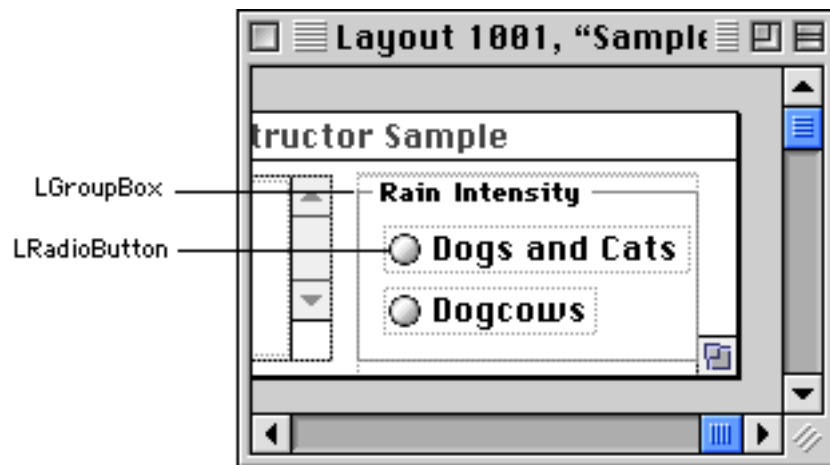 Layout 1001, “Sample
tructor Sample
LGroupBox
Rain Intensity
LRadioButton
Dogs and Cats
Dogcows